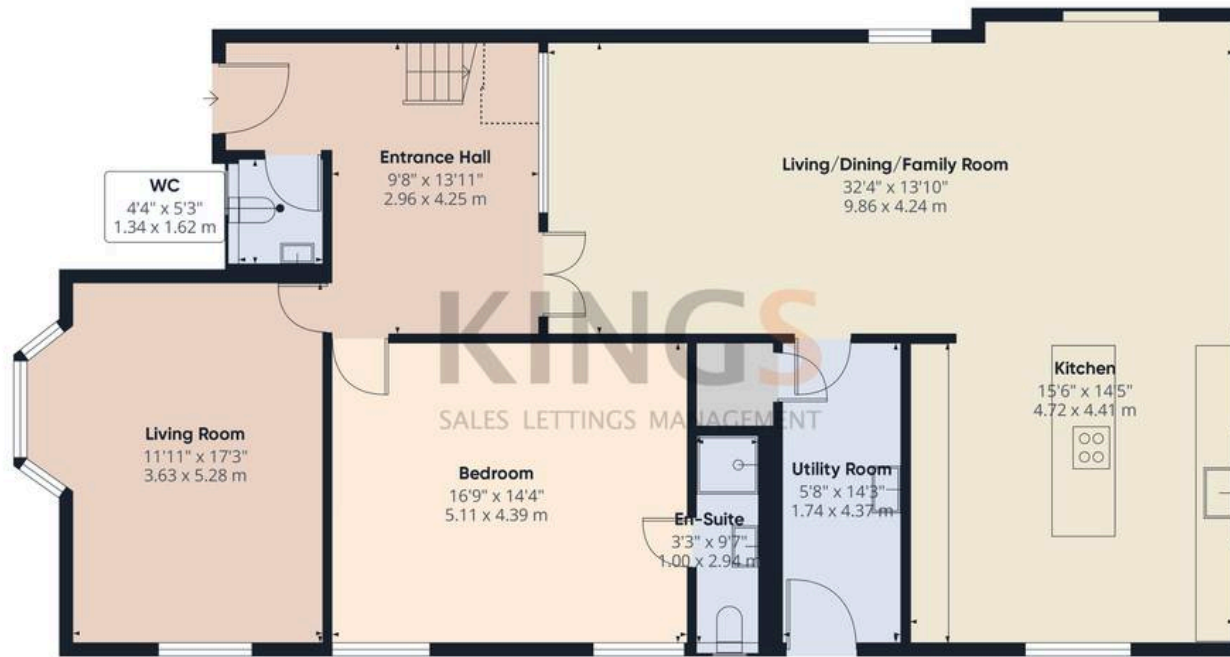 Entrance Hall
9'8" x 13'11"
2.96 x 4.25 m
Living/Dining/Family Room
32'4" x 13'10"
9.86 x 4.24 m
WC
4'4" x 5'3"
1.34 x 1.62 m
KINGS
SALES LETTINGS MANAGEMENT
Kitchen
15'6" x 14'5"
4.72 x 4.41 m
Living Room
11'11" x 17'3"
3.63 x 5.28 m
Bedroom
16'9" x 14'4"
5.11 x 4.39 m
Utility Room
5'8" x 14'3"
1.74 x 4.37 m
En-Suite
3'3" x 9'7"
1.00 x 2.94 m